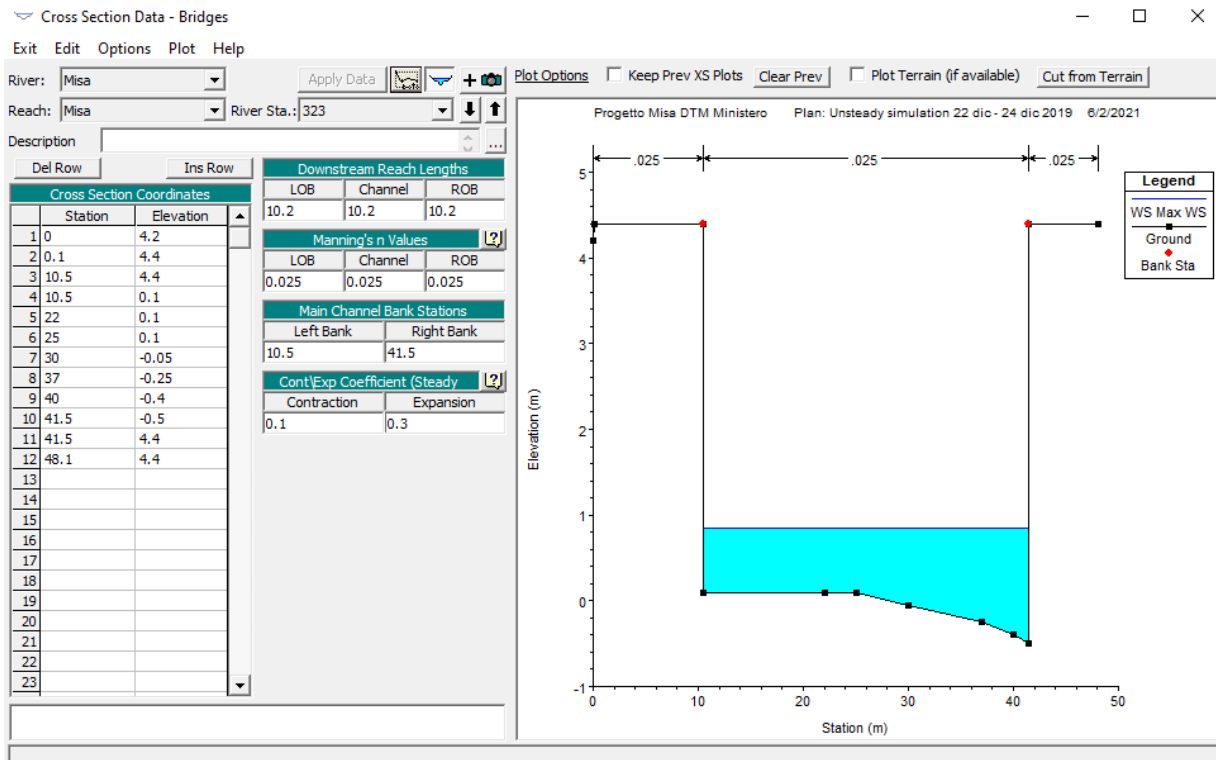 Cross Section Data - Bridges
Exit Edit Options Plot Help
River: Misa Apply Data
Reach: Misa River Sta.: 323
Description ...
Del Row Ins Row
Cross Section Coordinates
Station Elevation
1 0 4.2
2 0.1 4.4
3 10.5 4.4
4 10.5 0.1
5 22 0.1
6 25 0.1
7 30 -0.05
8 37 -0.25
9 40 -0.4
10 41.5 -0.5
11 41.5 4.4
12 48.1 4.4
13
14
15
16
17
18
19
20
21
22
23
Downstream Reach Lengths
LOB Channel ROB
10.2 10.2 10.2
Manning's n Values
LOB Channel ROB
0.025 0.025 0.025
Main Channel Bank Stations
Left Bank Right Bank
10.5 41.5
Cont\Exp Coefficient (Steady
Contraction Expansion
0.1 0.3
Plot Options Keep Prev XS Plots Clear Prev Plot Terrain (if available) Cut from Terrain
Progetto Misa DTM Ministero Plan: Unsteady simulation 22 dic - 24 dic 2019 6/2/2021
.025 .025 .025
5
4
3
2
1
0
-1
Elevation (m)
0 10 20 30 40 50
Station (m)
Legend
WS Max WS
Ground
Bank Sta